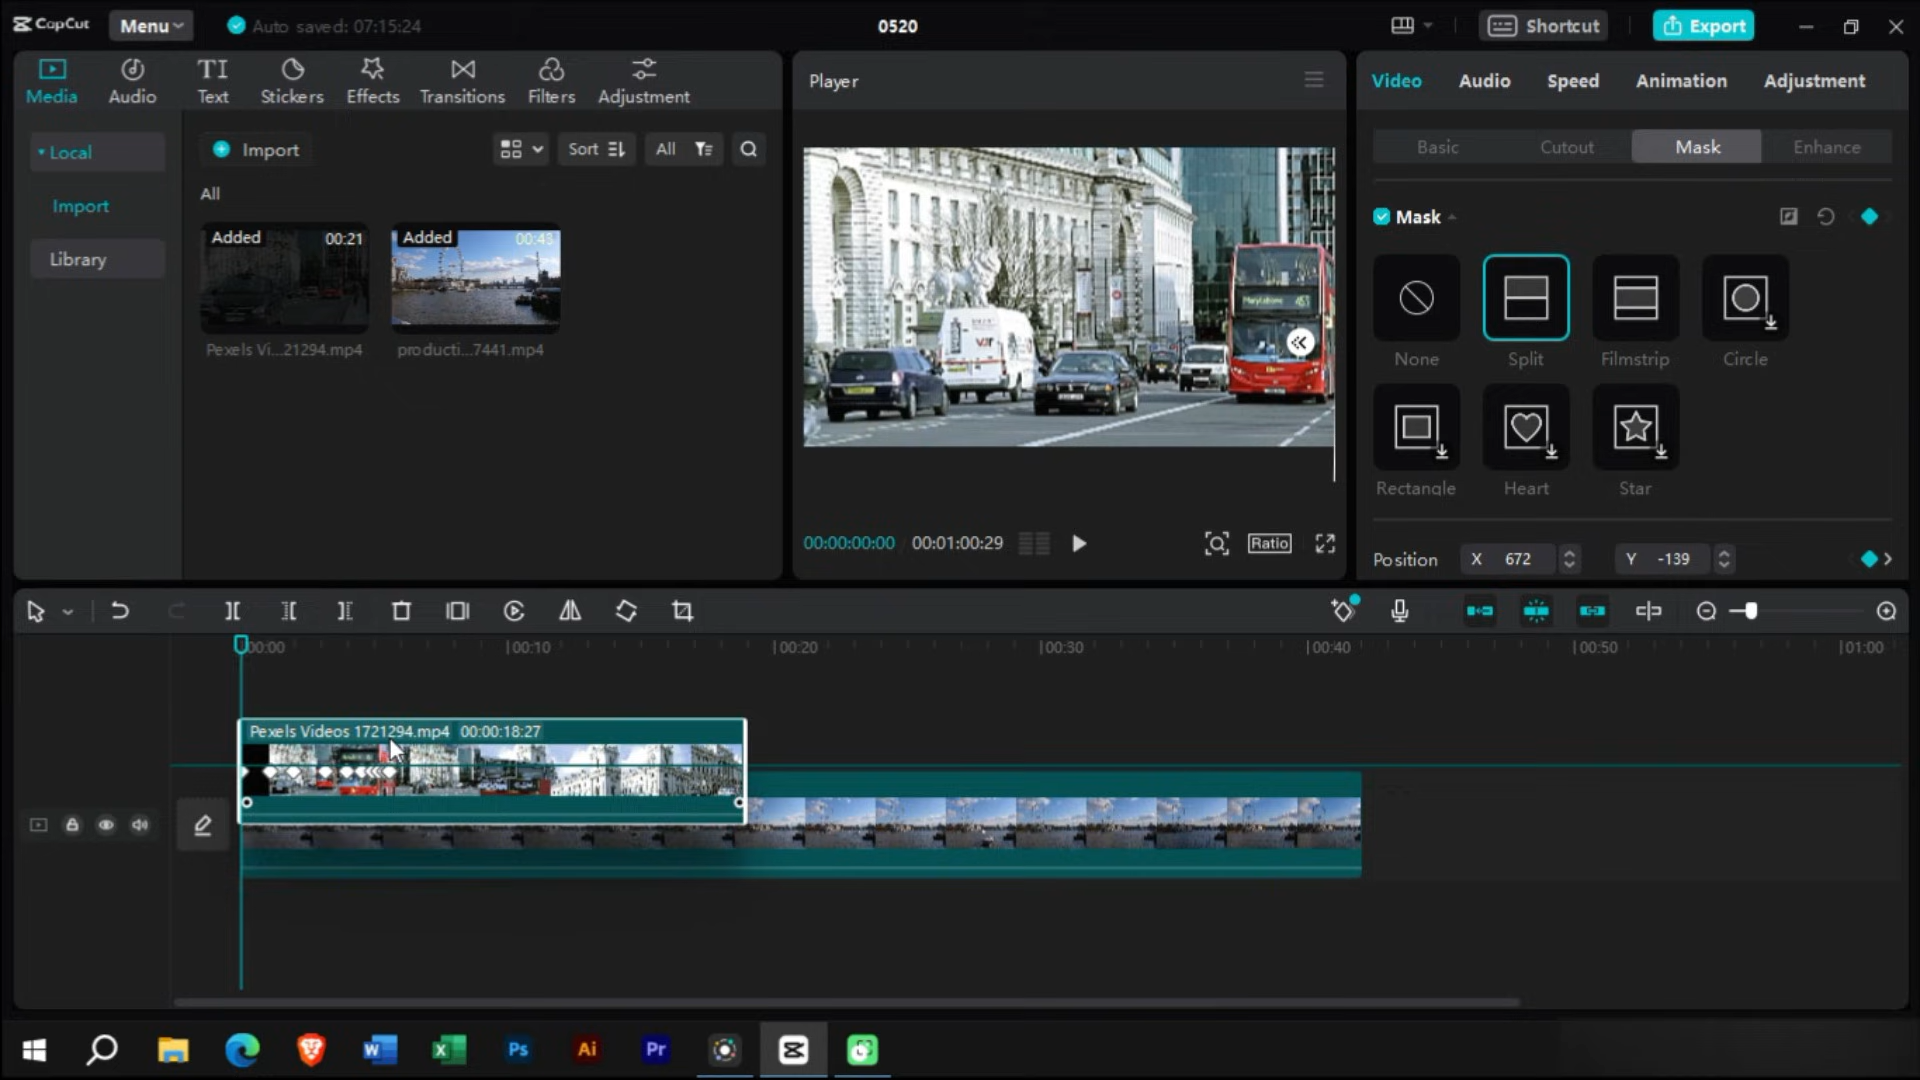 CapCut
Menu
Auto saved: 07:15:24
0520
Shortcut
Export
Media
Audio
Text
Stickers
Effects
Transitions
Filters
Adjustment
Local
Import
Library
Import
Sort
All
All
Added 00:21
Pexels Vi...21294.mp4
Added
producti...7441.mp4
Player
00:00:00:00
00:01:00:29
Ratio
Video
Audio
Speed
Animation
Adjustment
Basic
Cutout
Mask
Enhance
Mask
None
Split
Filmstrip
Circle
Rectangle
Heart
Star
Position X 672 Y -139
00:00
00:10
00:20
00:30
00:40
00:50
01:00
Pexels Videos 1721294.mp4 00:00:18:27
W
X
Ps
Ai
Pr